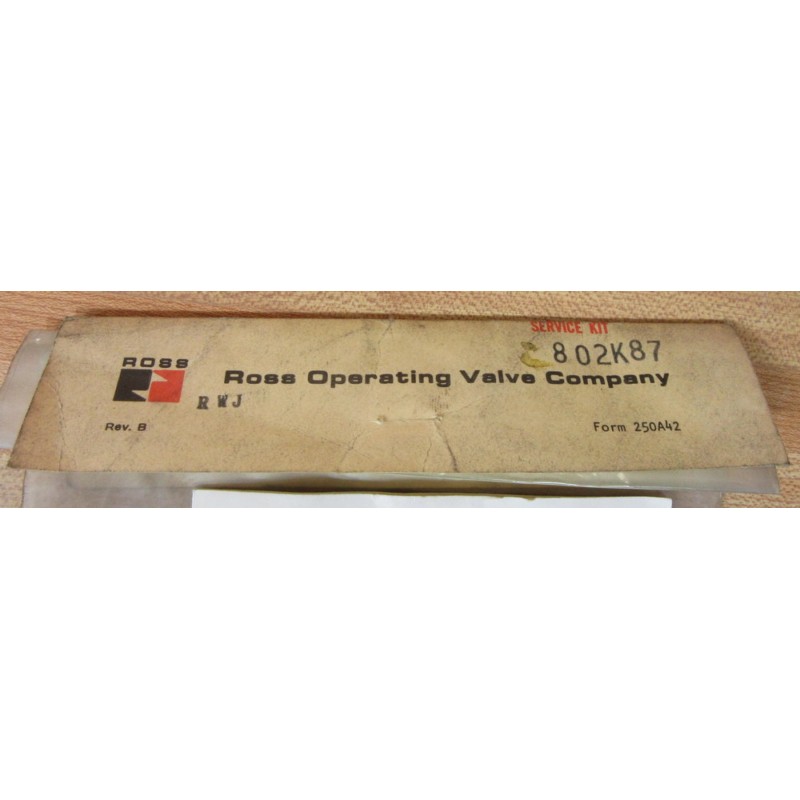 SERVICE KIT
802K87
ROSS
Ross Operating Valve Company
RWJ
Rev. B
Form 250A42